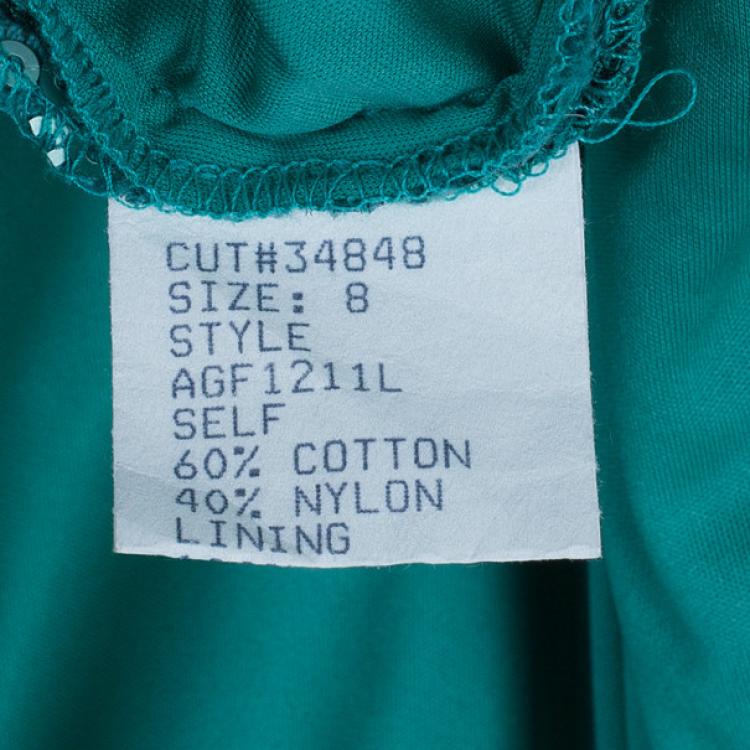 CUT#34848
SIZE: 8
STYLE
AGF1211L
SELF
60% COTTON
40% NYLON
LINING